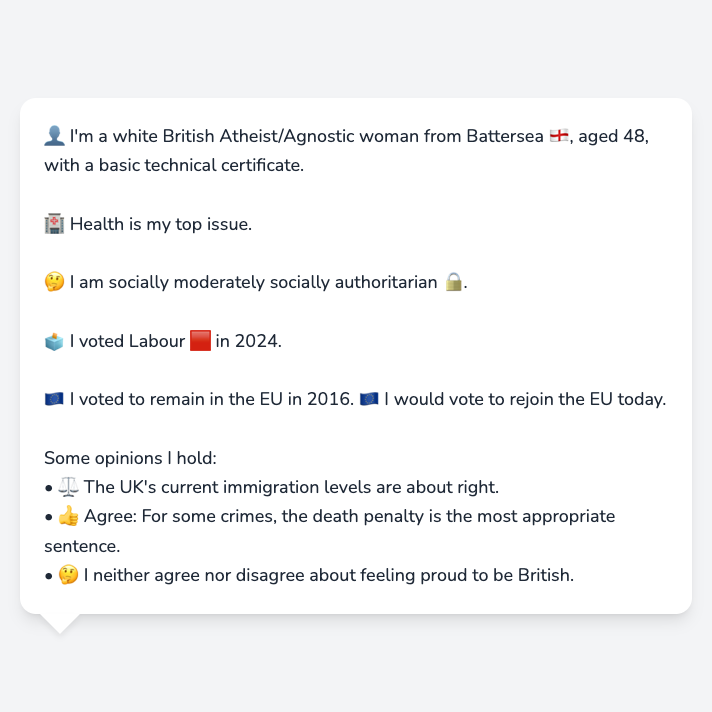 👤 I'm a white British Atheist/Agnostic woman from Battersea 🏴󠁧󠁢󠁥󠁮󠁧󠁿, aged 48,
with a basic technical certificate.
🏥 Health is my top issue.
🤔 I am socially moderately socially authoritarian 🔒.
🗳️ I voted Labour 🟥 in 2024.
🇪🇺 I voted to remain in the EU in 2016. 🇪🇺 I would vote to rejoin the EU today.
Some opinions I hold:
• ⚖️ The UK's current immigration levels are about right.
• 👍 Agree: For some crimes, the death penalty is the most appropriate
sentence.
• 🤔 I neither agree nor disagree about feeling proud to be British.